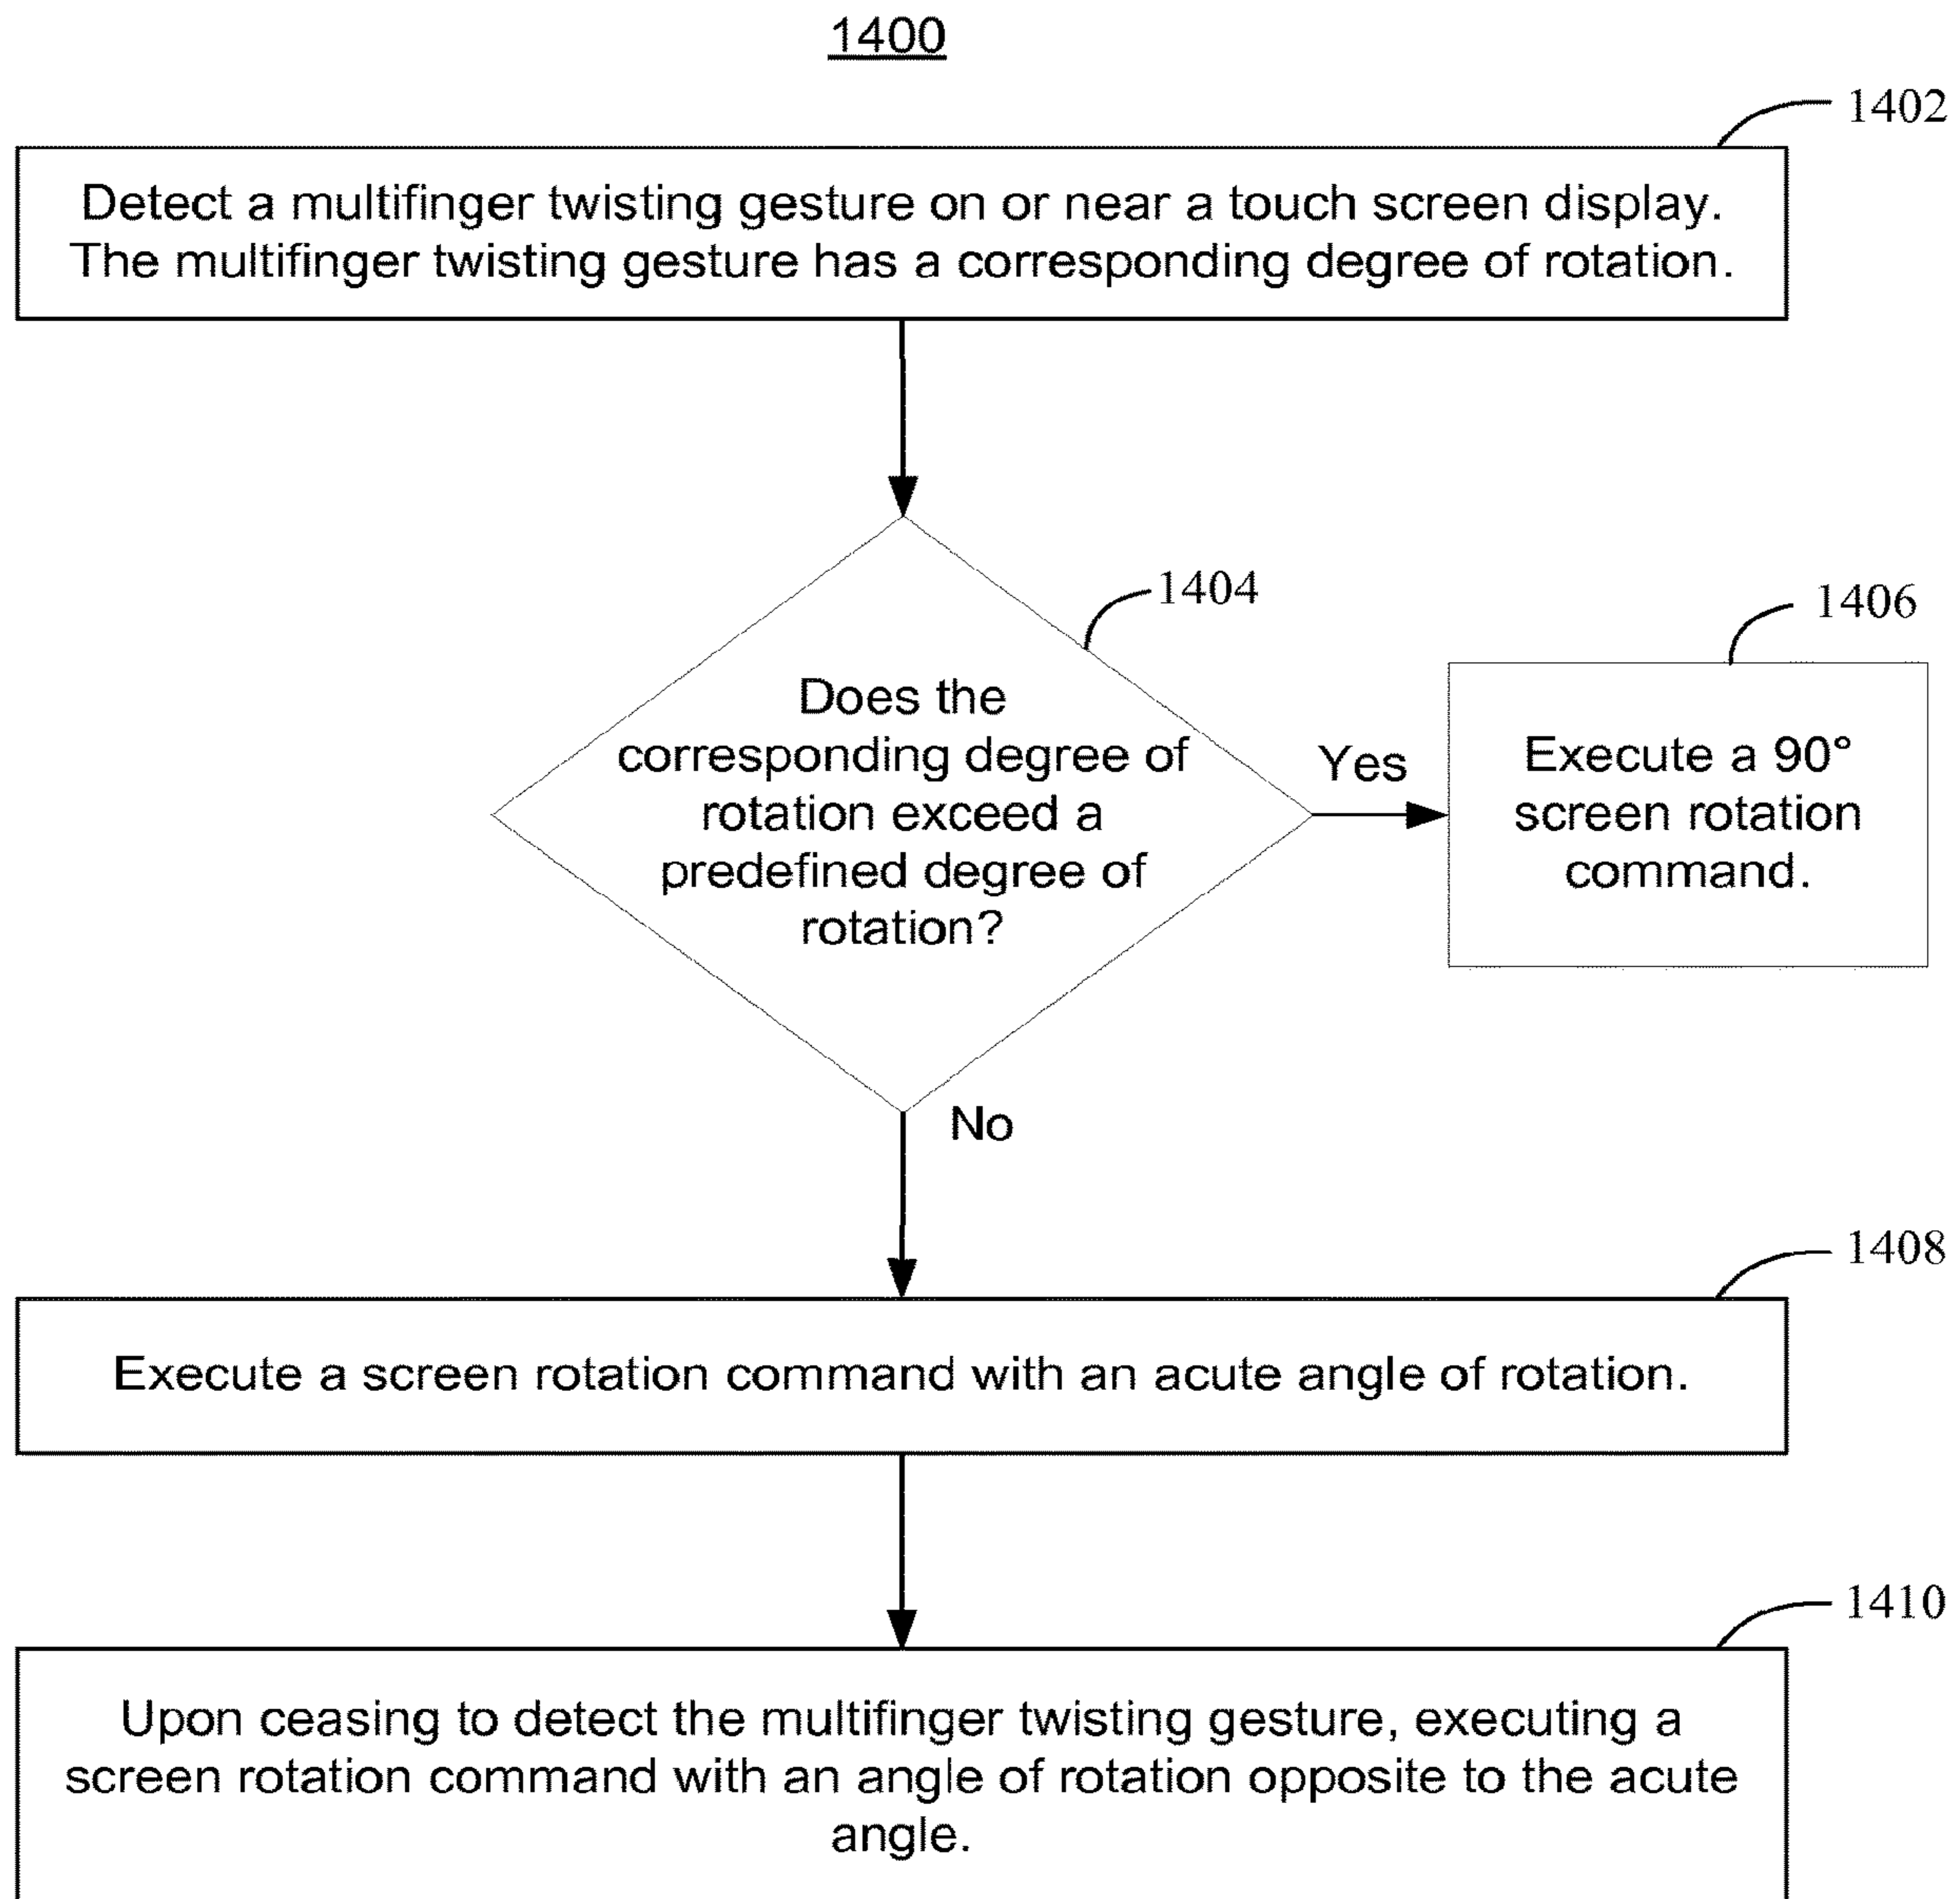 1400
1402
Detect a multifinger twisting gesture on or near a touch screen display.
The multifinger twisting gesture has a corresponding degree of rotation.
1404
1406
Does the
corresponding degree of
rotation exceed a
predefined degree of
rotation?
Yes
Execute a 90°
screen rotation
command.
No
1408
Execute a screen rotation command with an acute angle of rotation.
1410
Upon ceasing to detect the multifinger twisting gesture, executing a
screen rotation command with an angle of rotation opposite to the acute
angle.